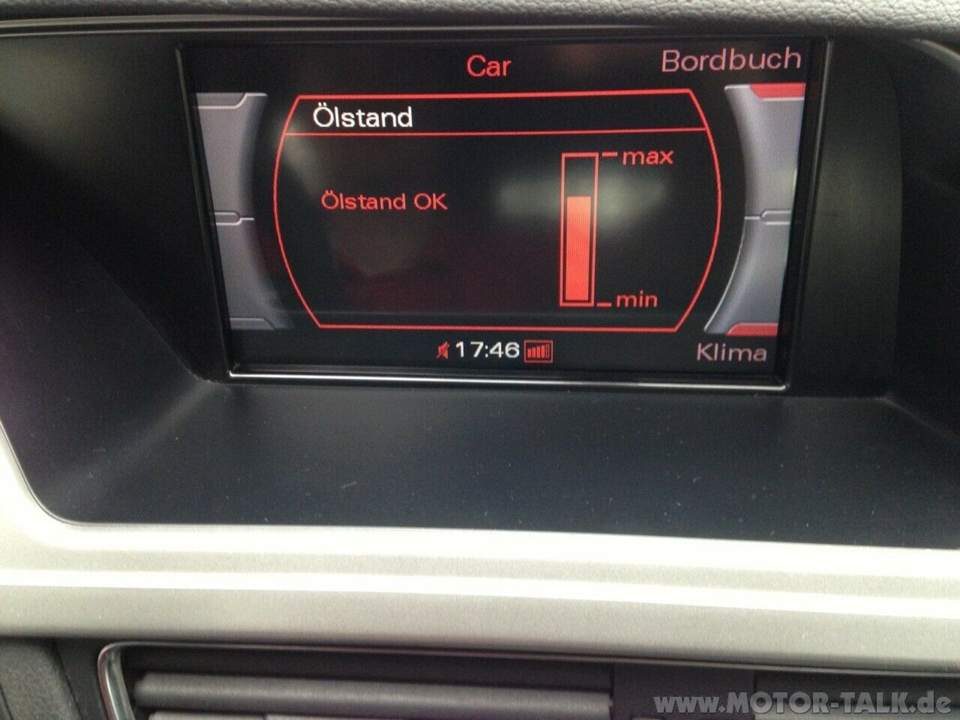 Car
Bordbuch
Ölstand
max
Ölstand OK
min
17:46
Klima
www.MOTOR-TALK.de